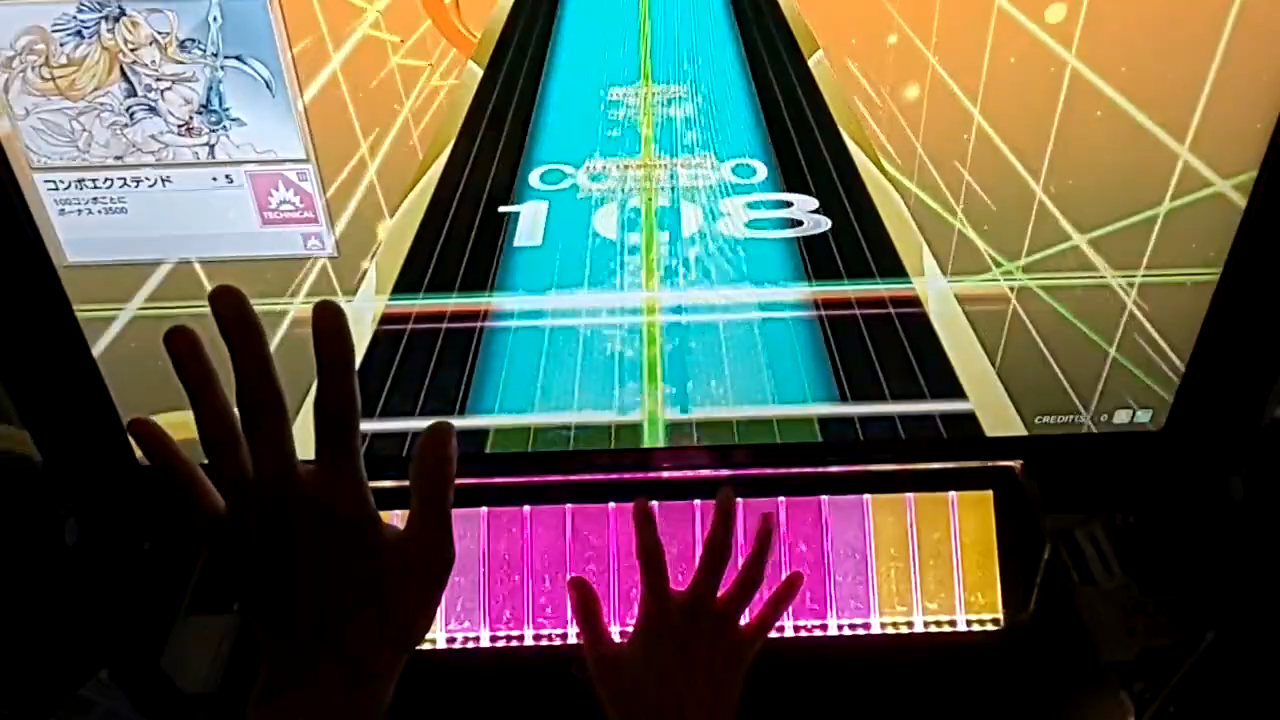 コンボエクステンド +5
100コンボごとに
ボーナス+3500
TECHNICAL
COMBO
108
CREDIT(S) 0